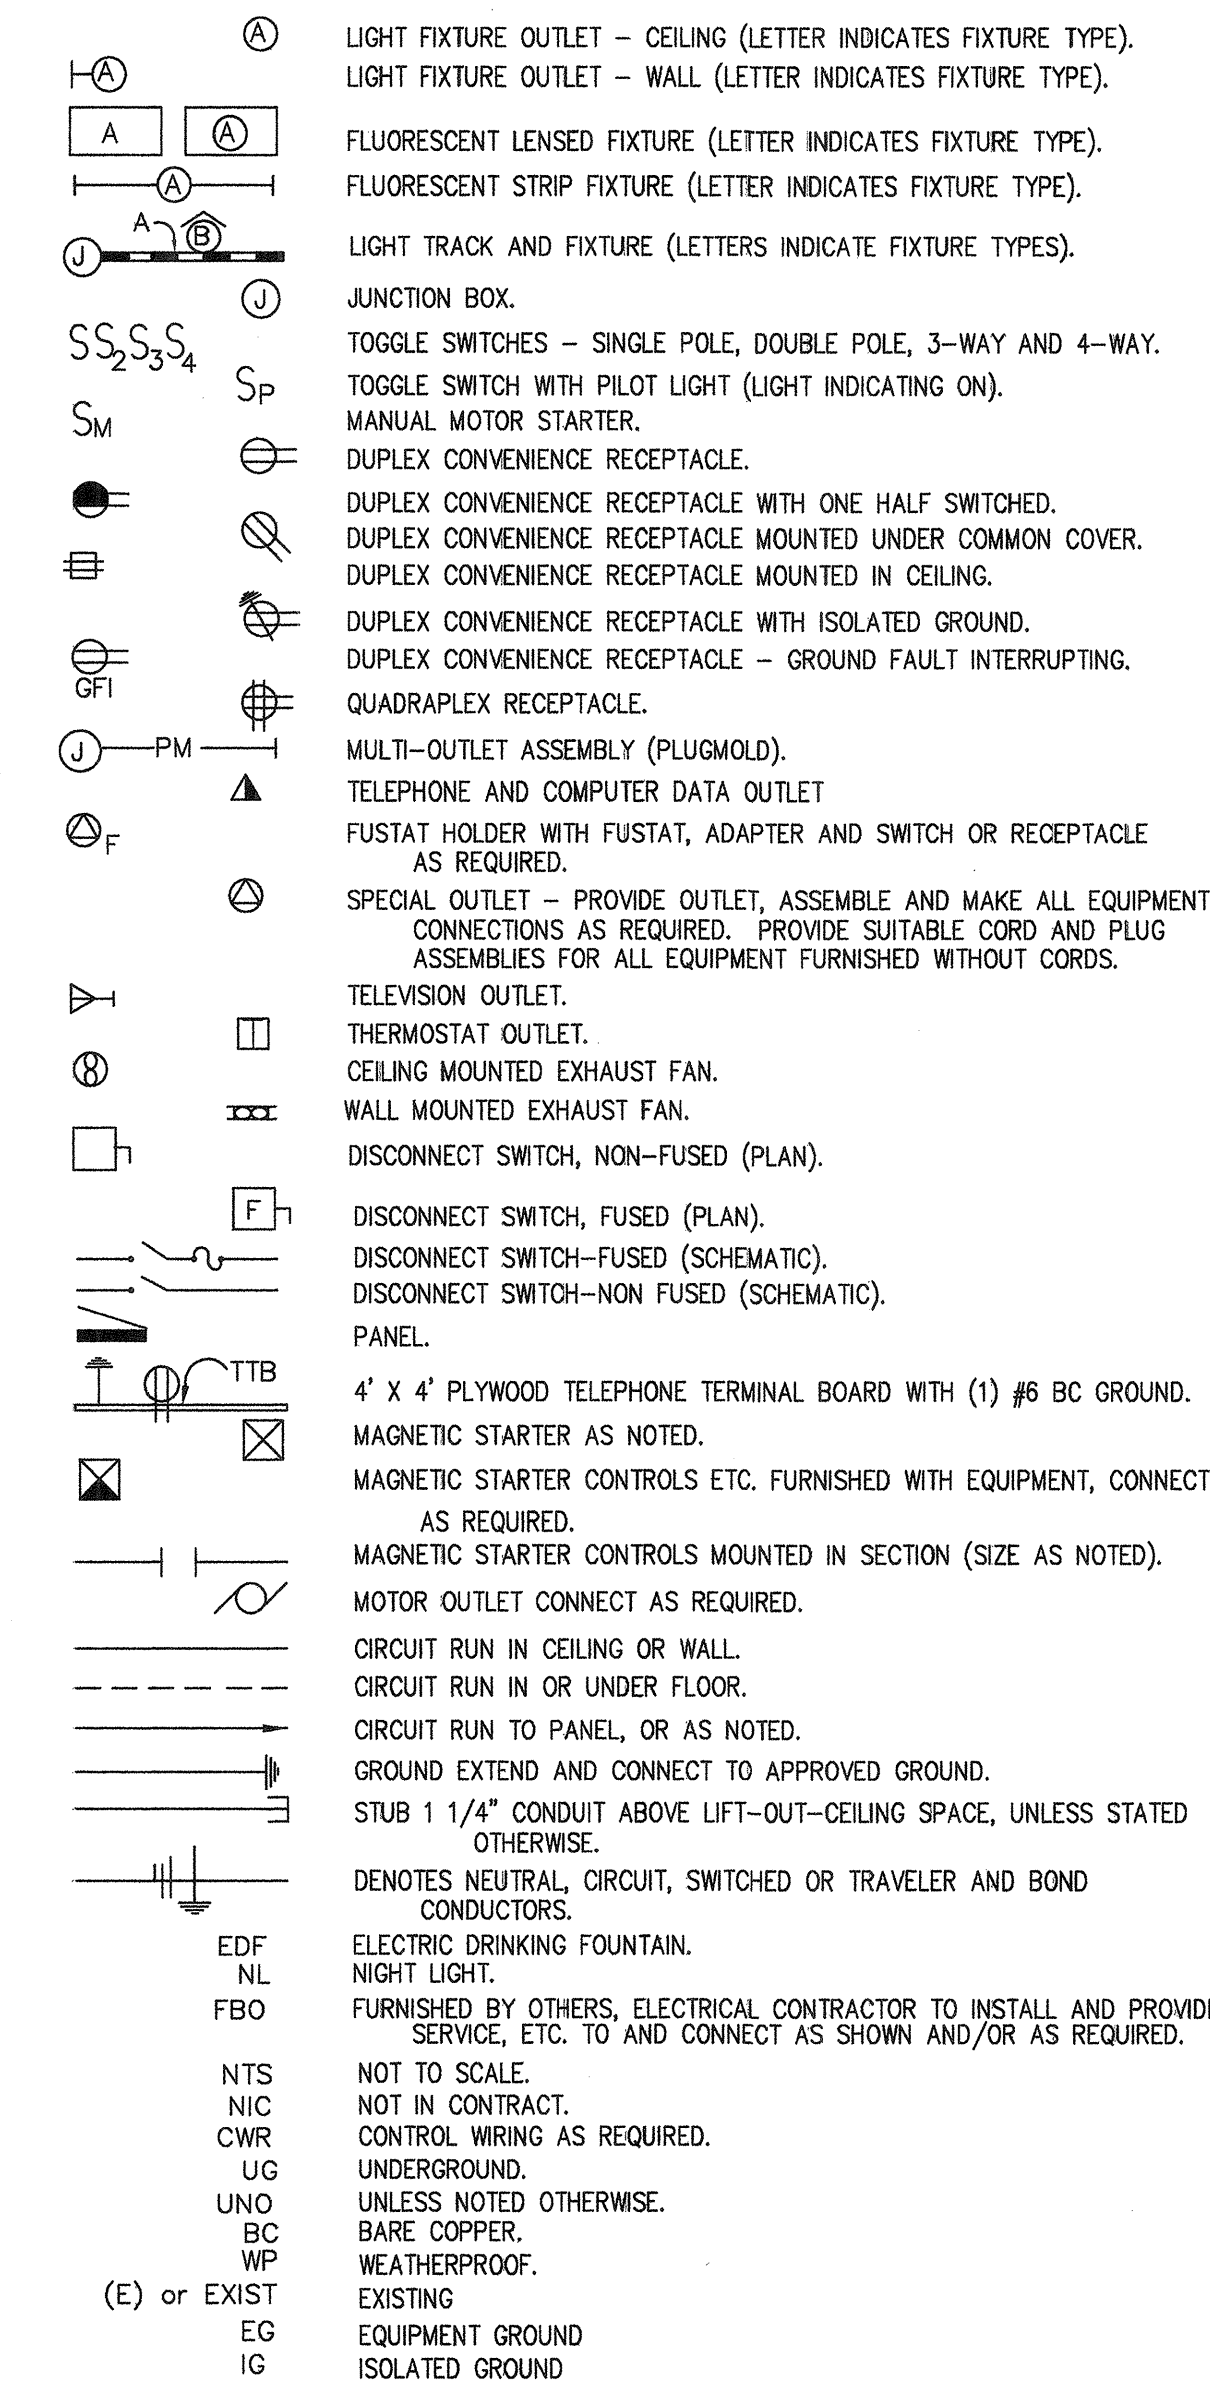 A LIGHT FIXTURE OUTLET – CEILING (LETTER INDICATES FIXTURE TYPE).
A LIGHT FIXTURE OUTLET – WALL (LETTER INDICATES FIXTURE TYPE).
A A FLUORESCENT LENSED FIXTURE (LETTER INDICATES FIXTURE TYPE).
A FLUORESCENT STRIP FIXTURE (LETTER INDICATES FIXTURE TYPE).
J A B LIGHT TRACK AND FIXTURE (LETTERS INDICATE FIXTURE TYPES).
J JUNCTION BOX.
SS2S3S4 TOGGLE SWITCHES – SINGLE POLE, DOUBLE POLE, 3–WAY AND 4–WAY.
SP TOGGLE SWITCH WITH PILOT LIGHT (LIGHT INDICATING ON).
SM MANUAL MOTOR STARTER.
DUPLEX CONVENIENCE RECEPTACLE.
DUPLEX CONVENIENCE RECEPTACLE WITH ONE HALF SWITCHED.
DUPLEX CONVENIENCE RECEPTACLE MOUNTED UNDER COMMON COVER.
DUPLEX CONVENIENCE RECEPTACLE MOUNTED IN CEILING.
DUPLEX CONVENIENCE RECEPTACLE WITH ISOLATED GROUND.
GFI DUPLEX CONVENIENCE RECEPTACLE – GROUND FAULT INTERRUPTING.
QUADRAPLEX RECEPTACLE.
J PM MULTI–OUTLET ASSEMBLY (PLUGMOLD).
TELEPHONE AND COMPUTER DATA OUTLET
F FUSTAT HOLDER WITH FUSTAT, ADAPTER AND SWITCH OR RECEPTACLE
AS REQUIRED.
SPECIAL OUTLET – PROVIDE OUTLET, ASSEMBLE AND MAKE ALL EQUIPMENT
CONNECTIONS AS REQUIRED. PROVIDE SUITABLE CORD AND PLUG
ASSEMBLIES FOR ALL EQUIPMENT FURNISHED WITHOUT CORDS.
TELEVISION OUTLET.
THERMOSTAT OUTLET.
CEILING MOUNTED EXHAUST FAN.
WALL MOUNTED EXHAUST FAN.
DISCONNECT SWITCH, NON–FUSED (PLAN).
F DISCONNECT SWITCH, FUSED (PLAN).
DISCONNECT SWITCH–FUSED (SCHEMATIC).
DISCONNECT SWITCH–NON FUSED (SCHEMATIC).
PANEL.
TTB 4' X 4' PLYWOOD TELEPHONE TERMINAL BOARD WITH (1) #6 BC GROUND.
MAGNETIC STARTER AS NOTED.
MAGNETIC STARTER CONTROLS ETC. FURNISHED WITH EQUIPMENT, CONNECT
AS REQUIRED.
MAGNETIC STARTER CONTROLS MOUNTED IN SECTION (SIZE AS NOTED).
MOTOR OUTLET CONNECT AS REQUIRED.
CIRCUIT RUN IN CEILING OR WALL.
CIRCUIT RUN IN OR UNDER FLOOR.
CIRCUIT RUN TO PANEL, OR AS NOTED.
GROUND EXTEND AND CONNECT TO APPROVED GROUND.
STUB 1 1/4" CONDUIT ABOVE LIFT–OUT–CEILING SPACE, UNLESS STATED
OTHERWISE.
DENOTES NEUTRAL, CIRCUIT, SWITCHED OR TRAVELER AND BOND
CONDUCTORS.
EDF ELECTRIC DRINKING FOUNTAIN.
NL NIGHT LIGHT.
FBO FURNISHED BY OTHERS, ELECTRICAL CONTRACTOR TO INSTALL AND PROVID
SERVICE, ETC. TO AND CONNECT AS SHOWN AND/OR AS REQUIRED.
NTS NOT TO SCALE.
NIC NOT IN CONTRACT.
CWR CONTROL WIRING AS REQUIRED.
UG UNDERGROUND.
UNO UNLESS NOTED OTHERWISE.
BC BARE COPPER.
WP WEATHERPROOF.
(E) or EXIST EXISTING
EG EQUIPMENT GROUND
IG ISOLATED GROUND